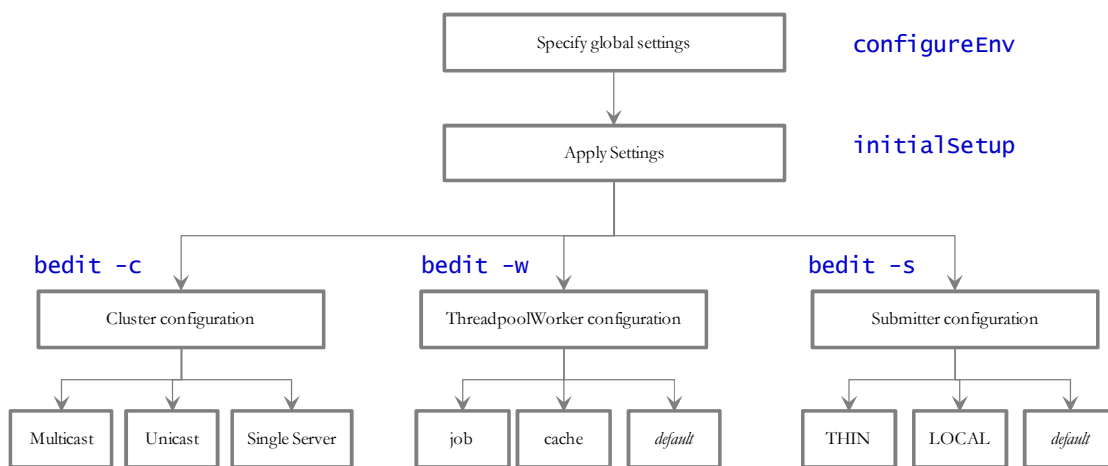 Specify global settings
configureEnv
Apply Settings
initialSetup
bedit -c
bedit -w
bedit -s
Cluster configuration
ThreadpoolWorker configuration
Submitter configuration
Multicast
Unicast
Single Server
job
cache
default
THIN
LOCAL
default